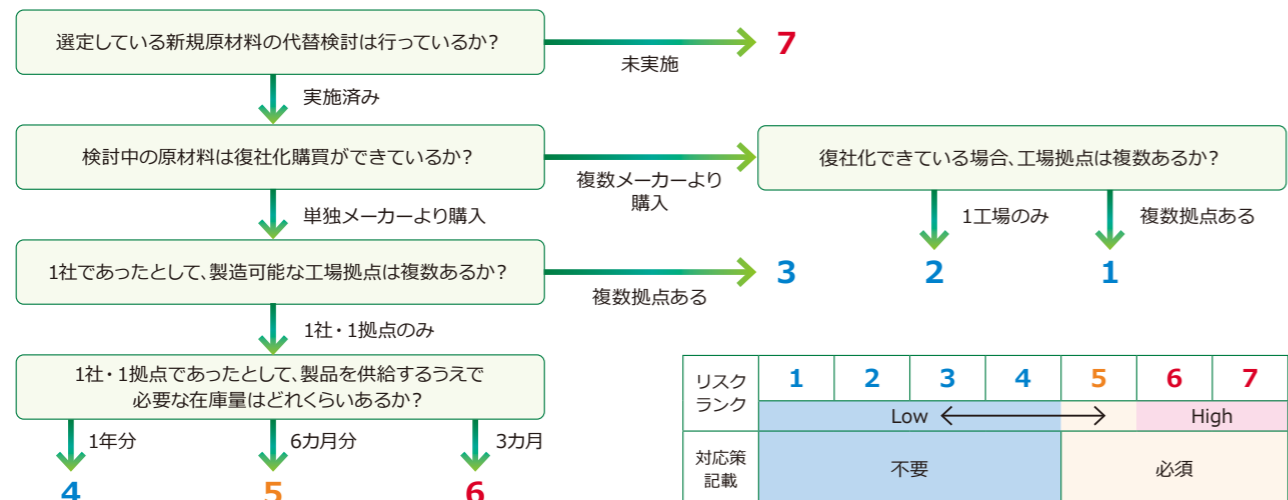 選定している新規原材料の代替検討は行っているか?
未実施
7
実施済み
検討中の原材料は復社化購買ができているか?
複数メーカーより
購入
復社化できている場合、工場拠点は複数あるか?
単独メーカーより購入
1工場のみ
複数拠点ある
1社であったとして、製造可能な工場拠点は複数あるか?
複数拠点ある
3
2
1
1社・1拠点のみ
1社・1拠点であったとして、製品を供給するうえで
必要な在庫量はどれくらいあるか?
1年分
6カ月分
3カ月
4
5
6
リスク
ランク
1 2 3 4 5 6 7
Low High
対応策
記載
不要 必須